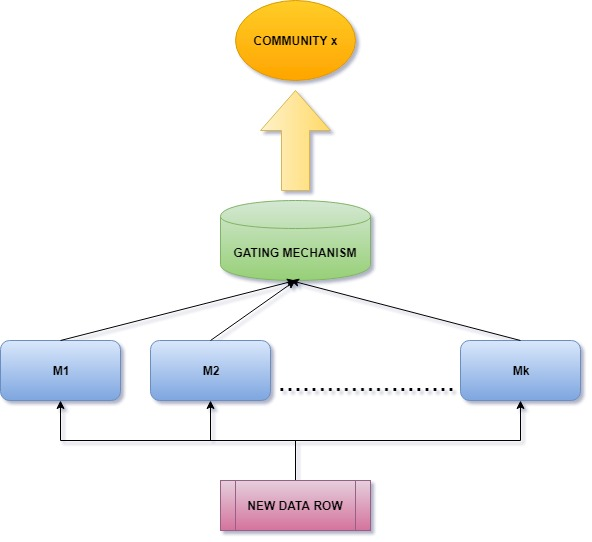 COMMUNITY x
GATING MECHANISM
M1
M2
Mk
NEW DATA ROW